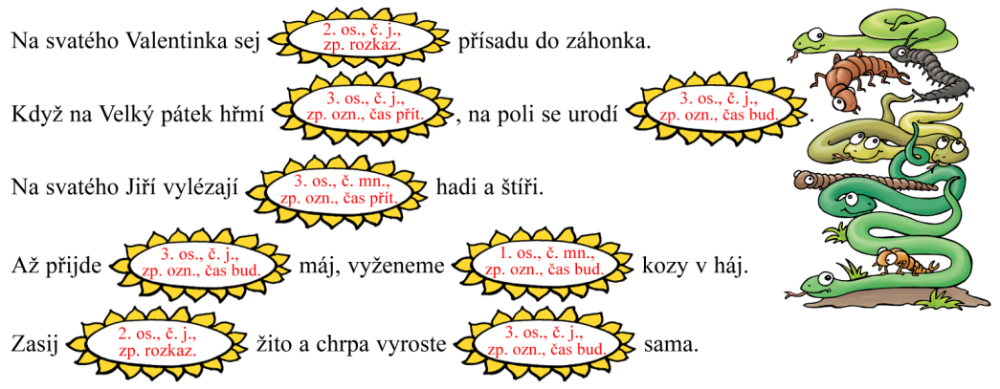 Na svatého Valentinka sej 2. os., č. j., zp. rozkaz. přísadu do záhonka.
Když na Velký pátek hřmí 3. os., č. j., zp. ozn., čas přít. , na poli se urodí 3. os., č. j., zp. ozn., čas bud. .
Na svatého Jiří vylézají 3. os., č. mn., zp. ozn., čas přít. hadi a štíři.
Až přijde 3. os., č. j., zp. ozn., čas bud. máj, vyženeme 1. os., č. mn., zp. ozn., čas bud. kozy v háj.
Zasij 2. os., č. j., zp. rozkaz. žito a chrpa vyroste 3. os., č. j., zp. ozn., čas bud. sama.